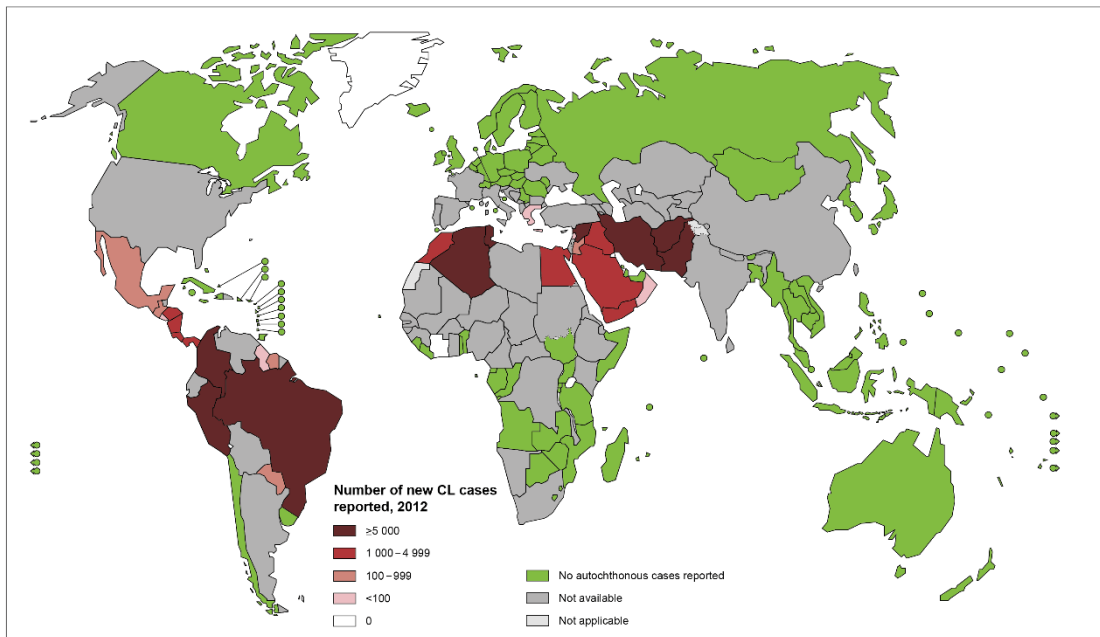 Number of new CL cases
reported, 2012
≥5 000
1 000–4 999
100–999
<100
0
No autochthonous cases reported
Not available
Not applicable